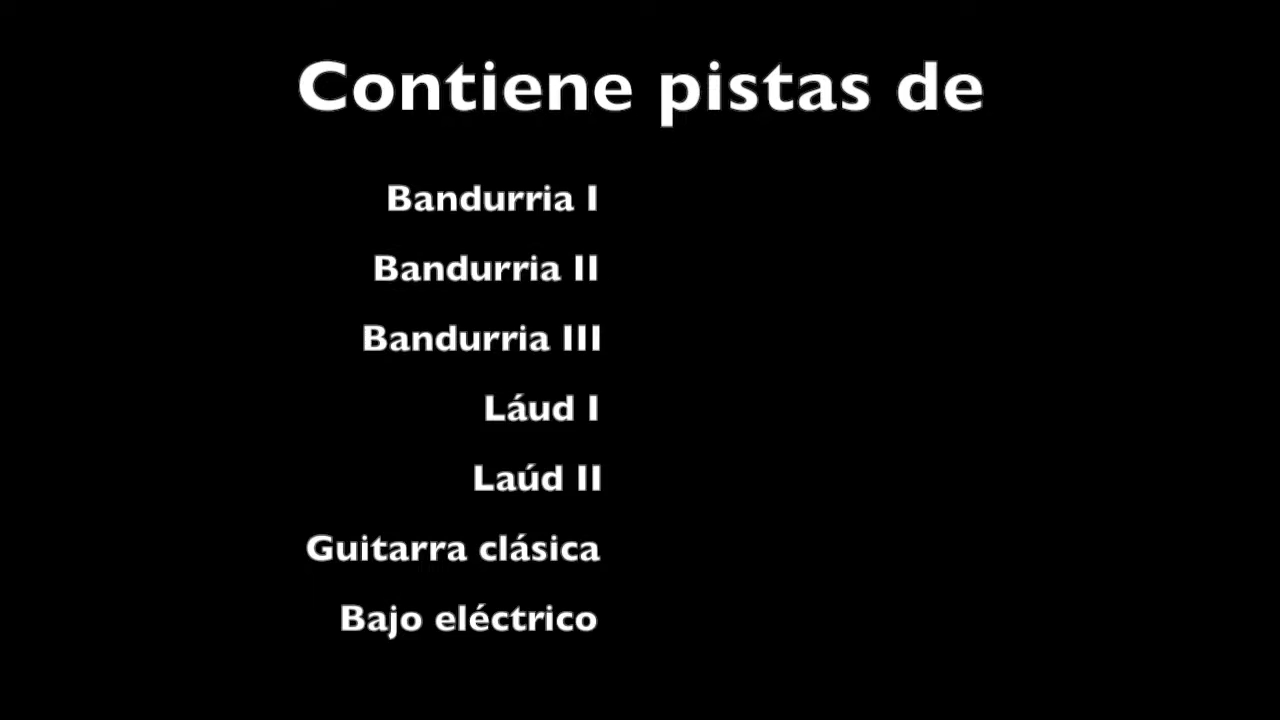 Contiene pistas de
Bandurria I
Bandurria II
Bandurria III
Láud I
Laúd II
Guitarra clásica
Bajo eléctrico